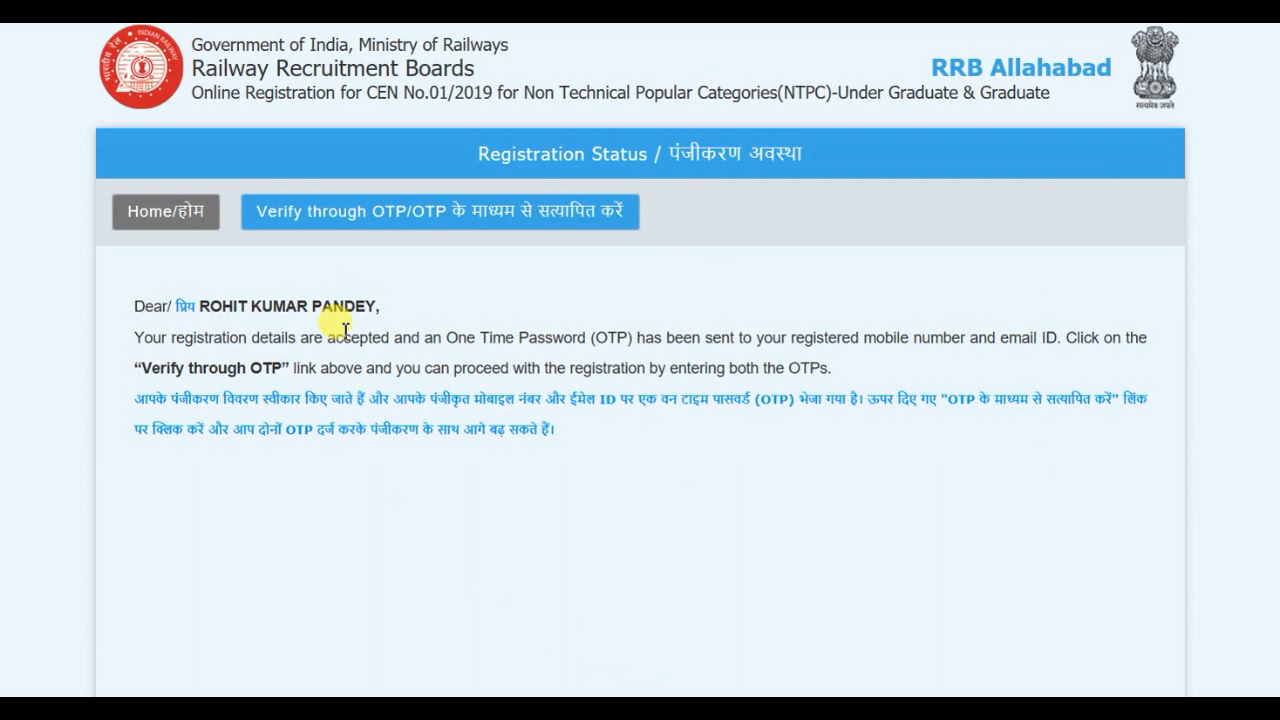 Government of India, Ministry of Railways
Railway Recruitment Boards
RRB Allahabad
Online Registration for CEN No.01/2019 for Non Technical Popular Categories(NTPC)-Under Graduate & Graduate
सत्यमेव जयते
भारतीय रेल
INDIAN RAILWAY
Registration Status / पंजीकरण अवस्था
Home/होम
Verify through OTP/OTP के माध्यम से सत्यापित करें
Dear/ प्रिय ROHIT KUMAR PANDEY,
Your registration details are accepted and an One Time Password (OTP) has been sent to your registered mobile number and email ID. Click on the
“Verify through OTP” link above and you can proceed with the registration by entering both the OTPs.
आपके पंजीकरण विवरण स्वीकार किए जाते हैं और आपके पंजीकृत मोबाइल नंबर और ईमेल ID पर एक वन टाइम पासवर्ड (OTP) भेजा गया है। ऊपर दिए गए "OTP के माध्यम से सत्यापित करें" लिंक
पर क्लिक करें और आप दोनों OTP दर्ज करके पंजीकरण के साथ आगे बढ़ सकते हैं।